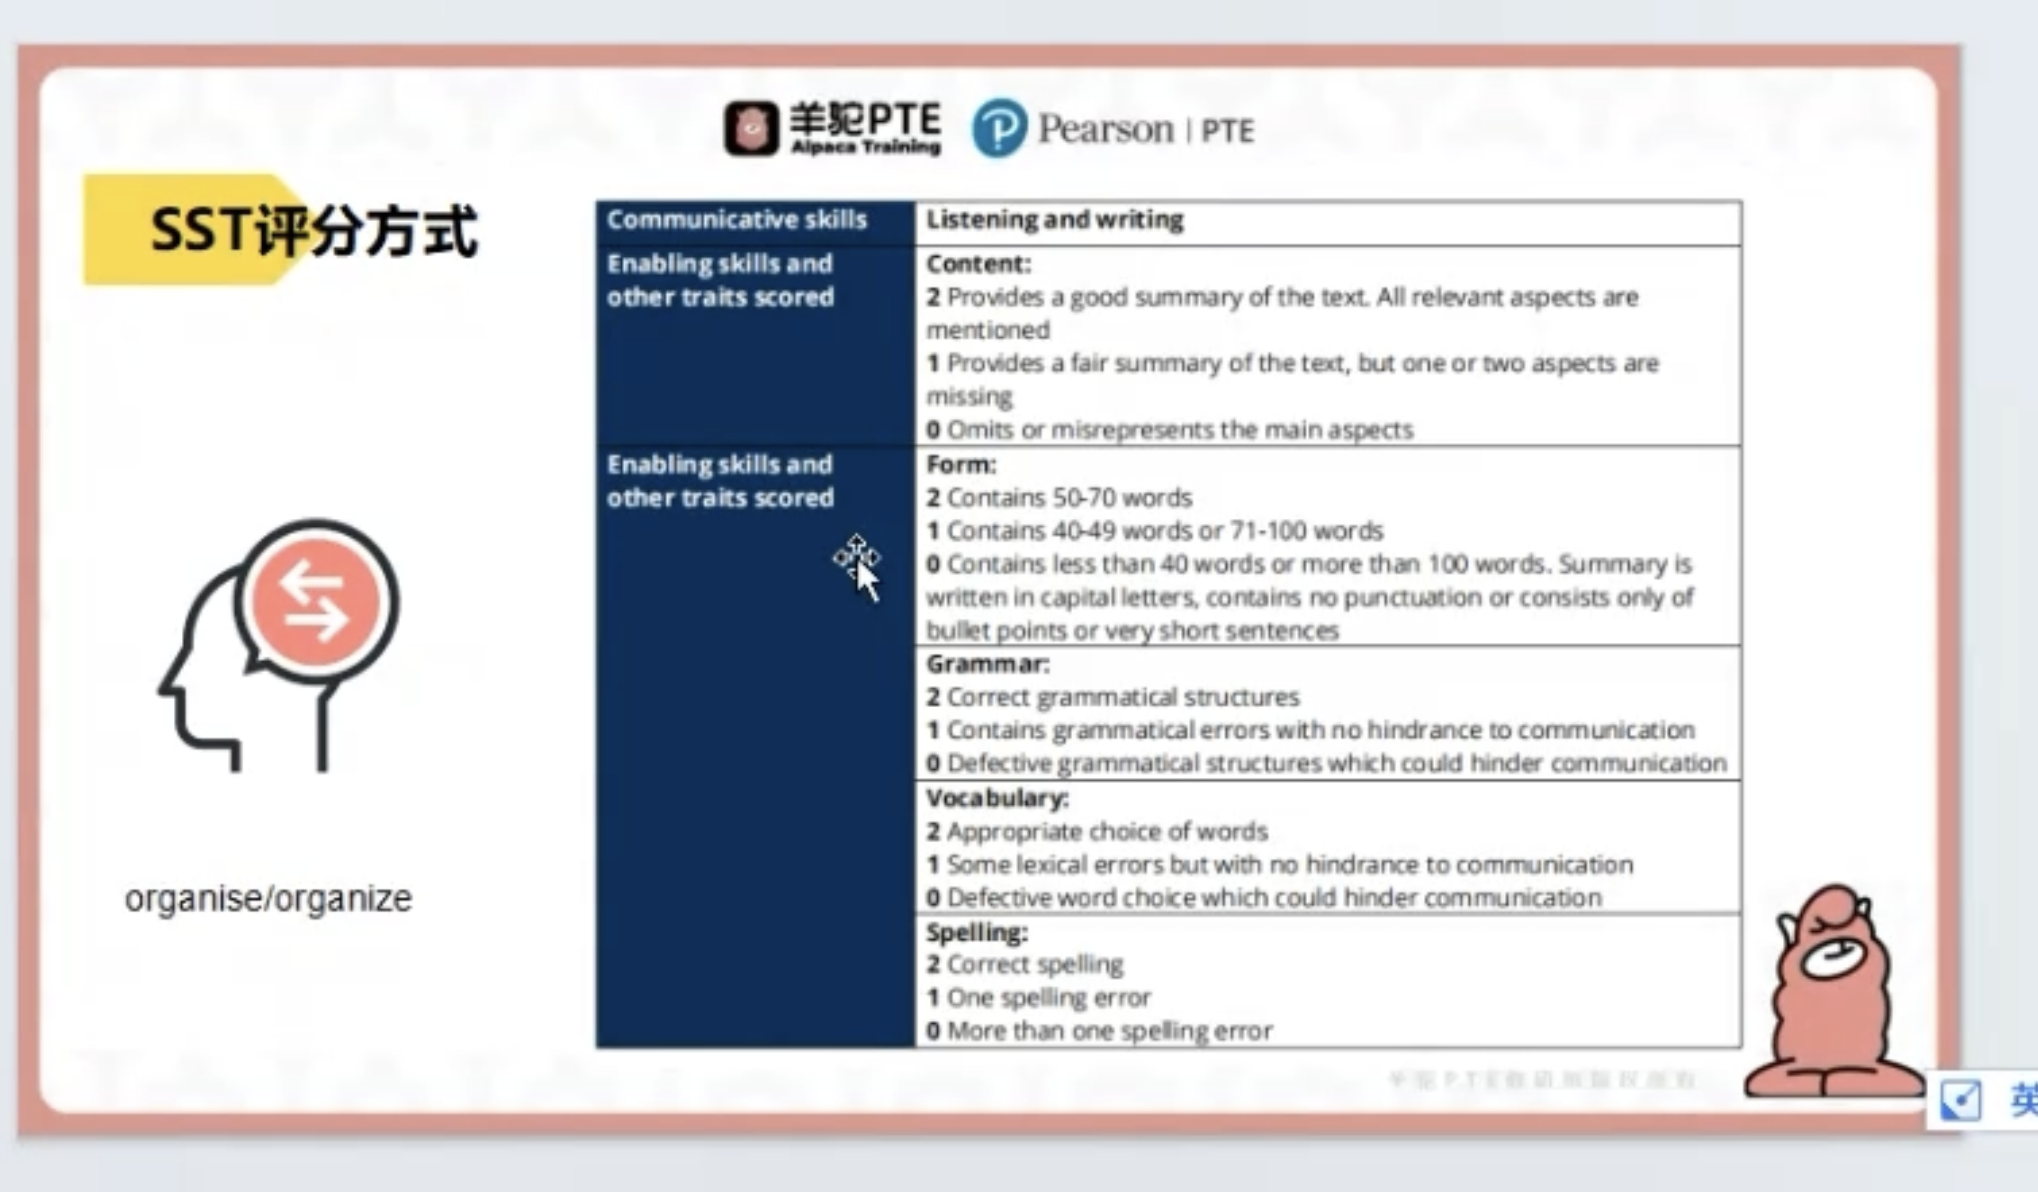 羊驼PTE
Alpaca Training
Pearson | PTE
SST评分方式
Communicative skills
Listening and writing
Enabling skills and
other traits scored
Content:
2 Provides a good summary of the text. All relevant aspects are
mentioned
1 Provides a fair summary of the text, but one or two aspects are
missing
0 Omits or misrepresents the main aspects
Enabling skills and
other traits scored
Form:
2 Contains 50-70 words
1 Contains 40-49 words or 71-100 words
0 Contains less than 40 words or more than 100 words. Summary is
written in capital letters, contains no punctuation or consists only of
bullet points or very short sentences
Grammar:
2 Correct grammatical structures
1 Contains grammatical errors with no hindrance to communication
0 Defective grammatical structures which could hinder communication
Vocabulary:
2 Appropriate choice of words
1 Some lexical errors but with no hindrance to communication
0 Defective word choice which could hinder communication
Spelling:
2 Correct spelling
1 One spelling error
0 More than one spelling error
organise/organize
英